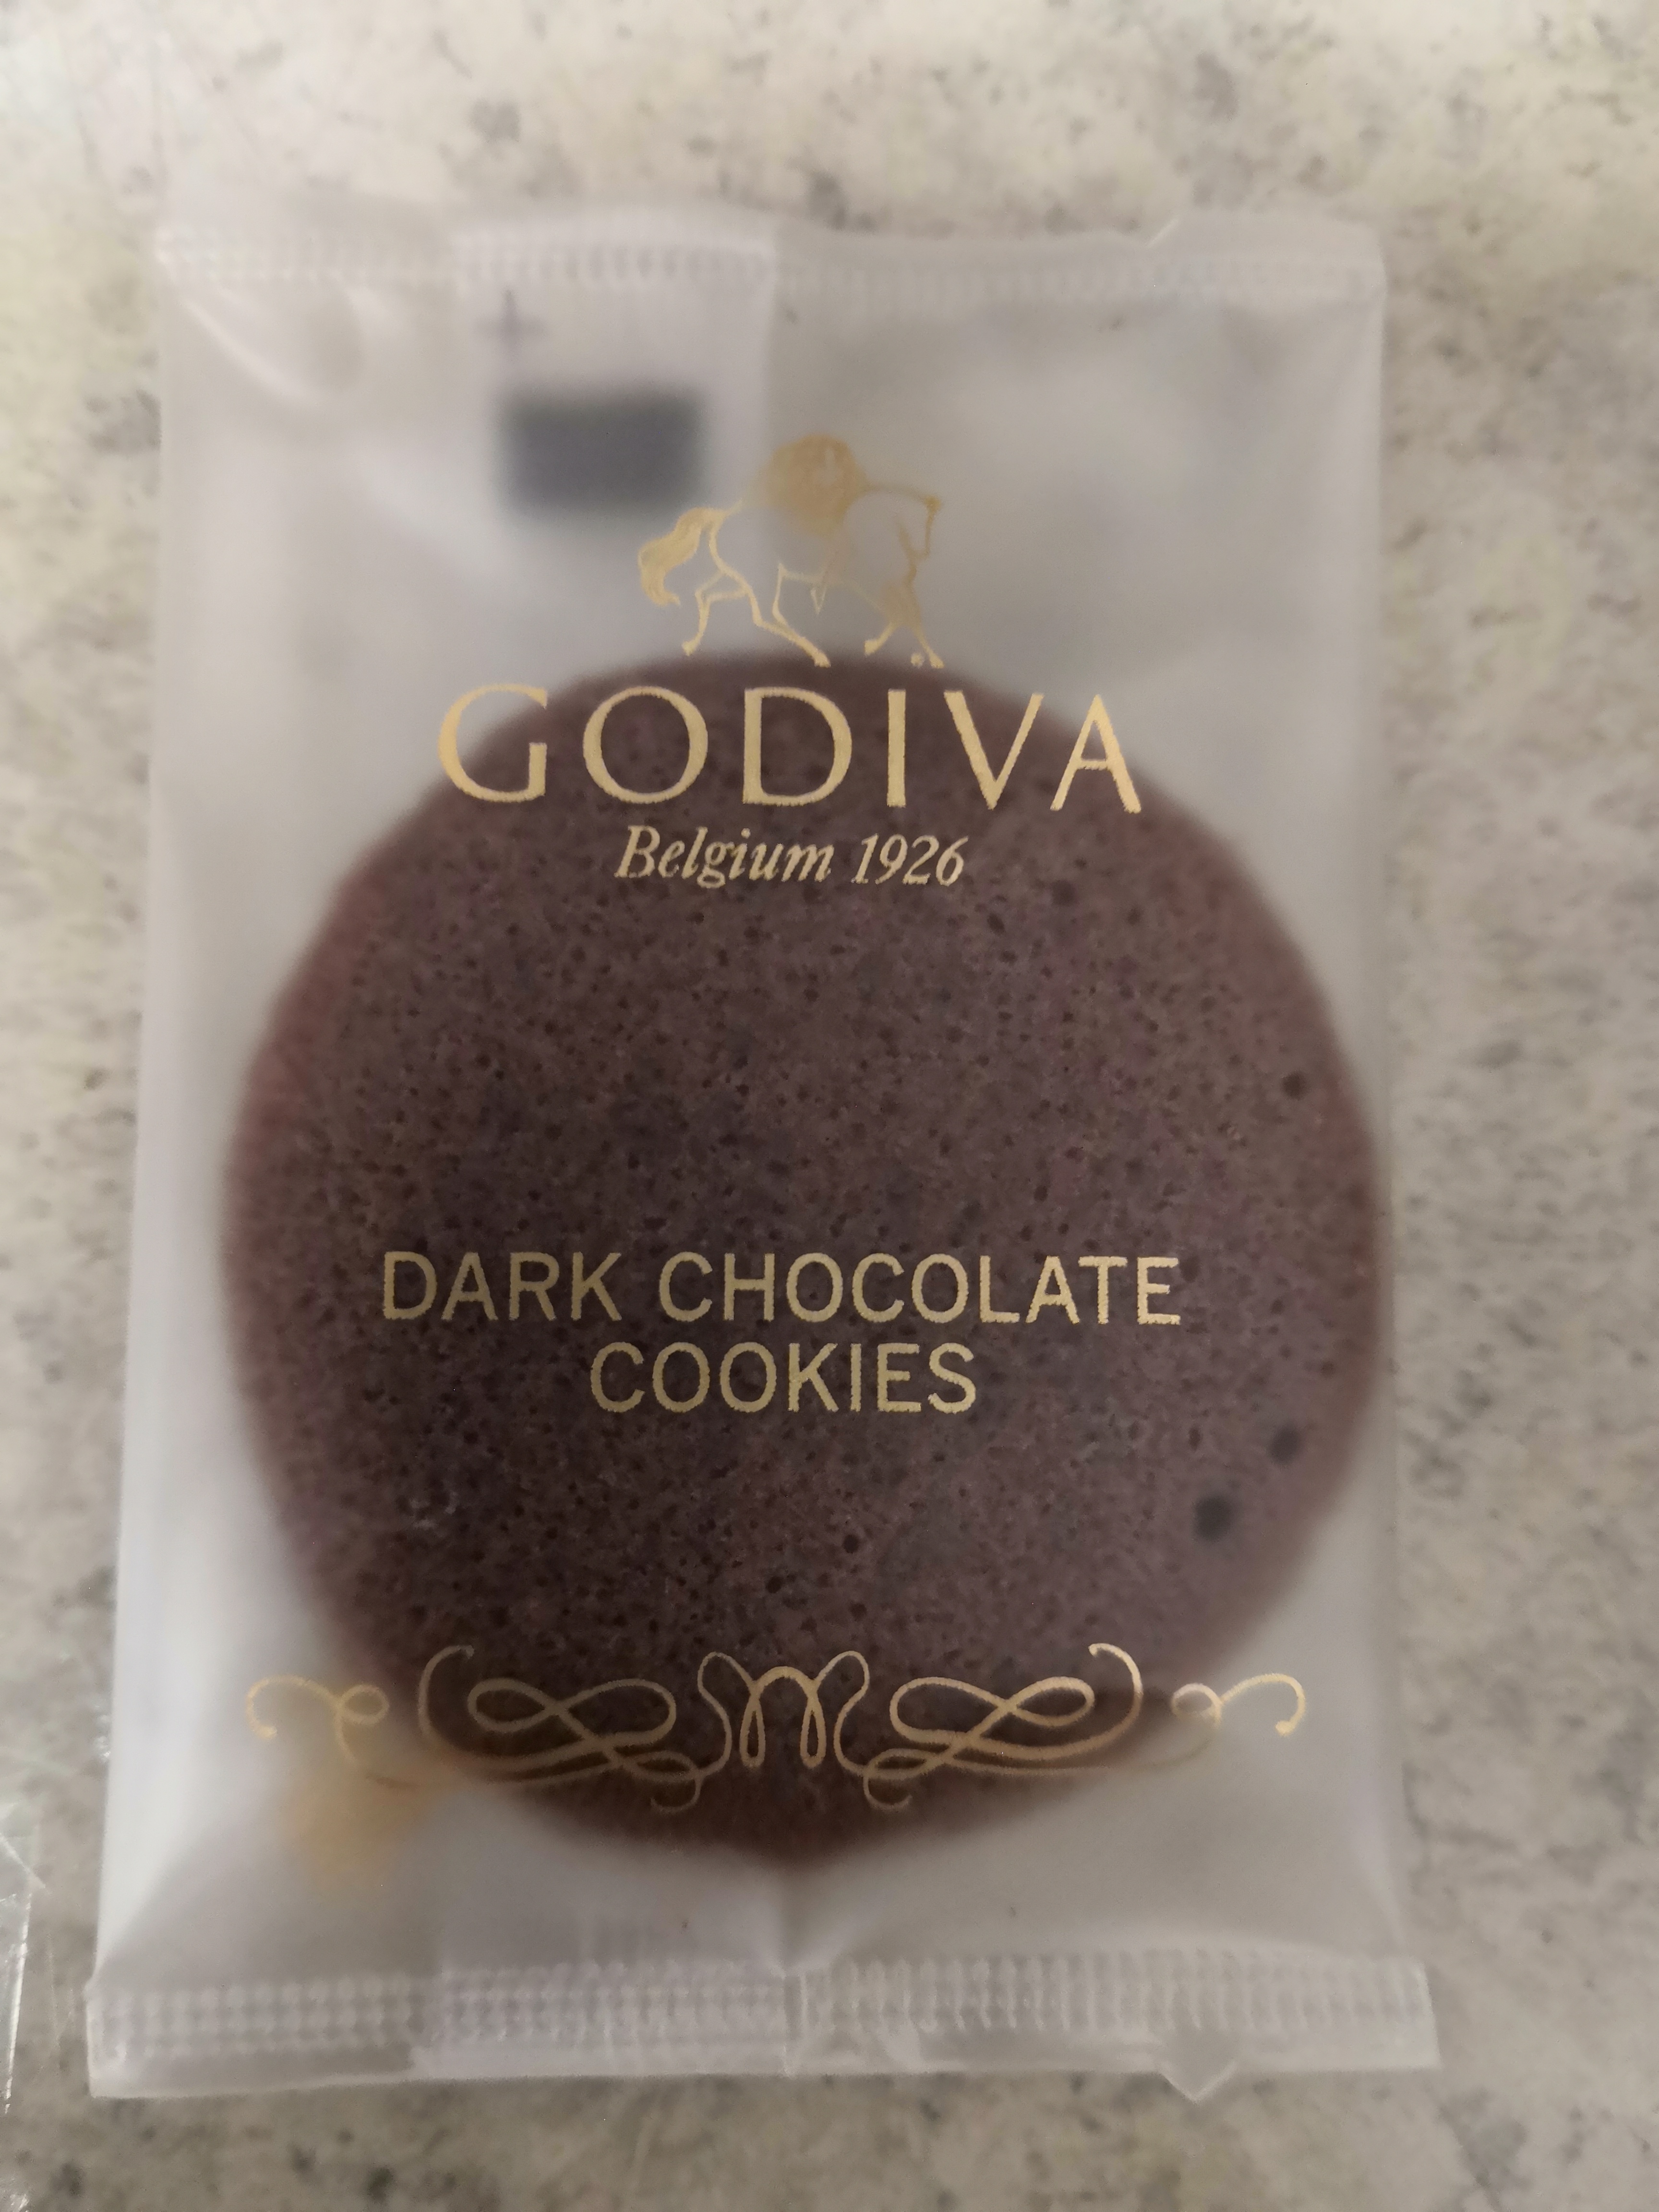 GODIVA
Belgium 1926
DARK CHOCOLATE
COOKIES